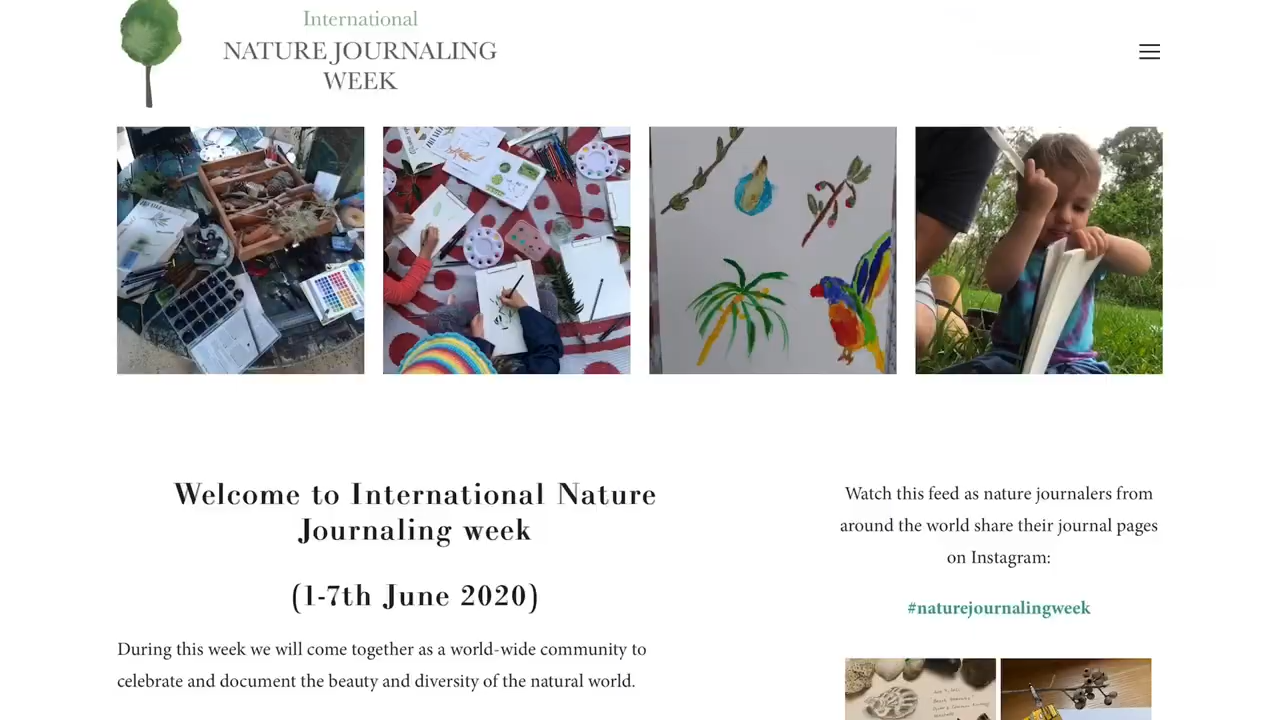 International
NATURE JOURNALING
WEEK
Welcome to International Nature
Journaling week
(1-7th June 2020)
During this week we will come together as a world-wide community to
celebrate and document the beauty and diversity of the natural world.
Watch this feed as nature journalers from
around the world share their journal pages
on Instagram:
#naturejournalingweek